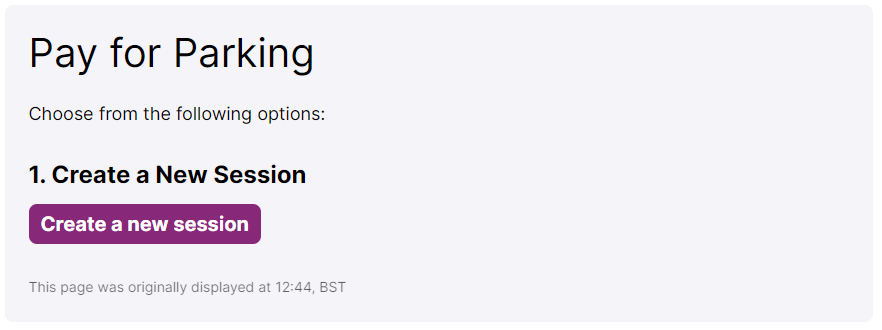 Pay for Parking
Choose from the following options:
1. Create a New Session
Create a new session
This page was originally displayed at 12:44, BST